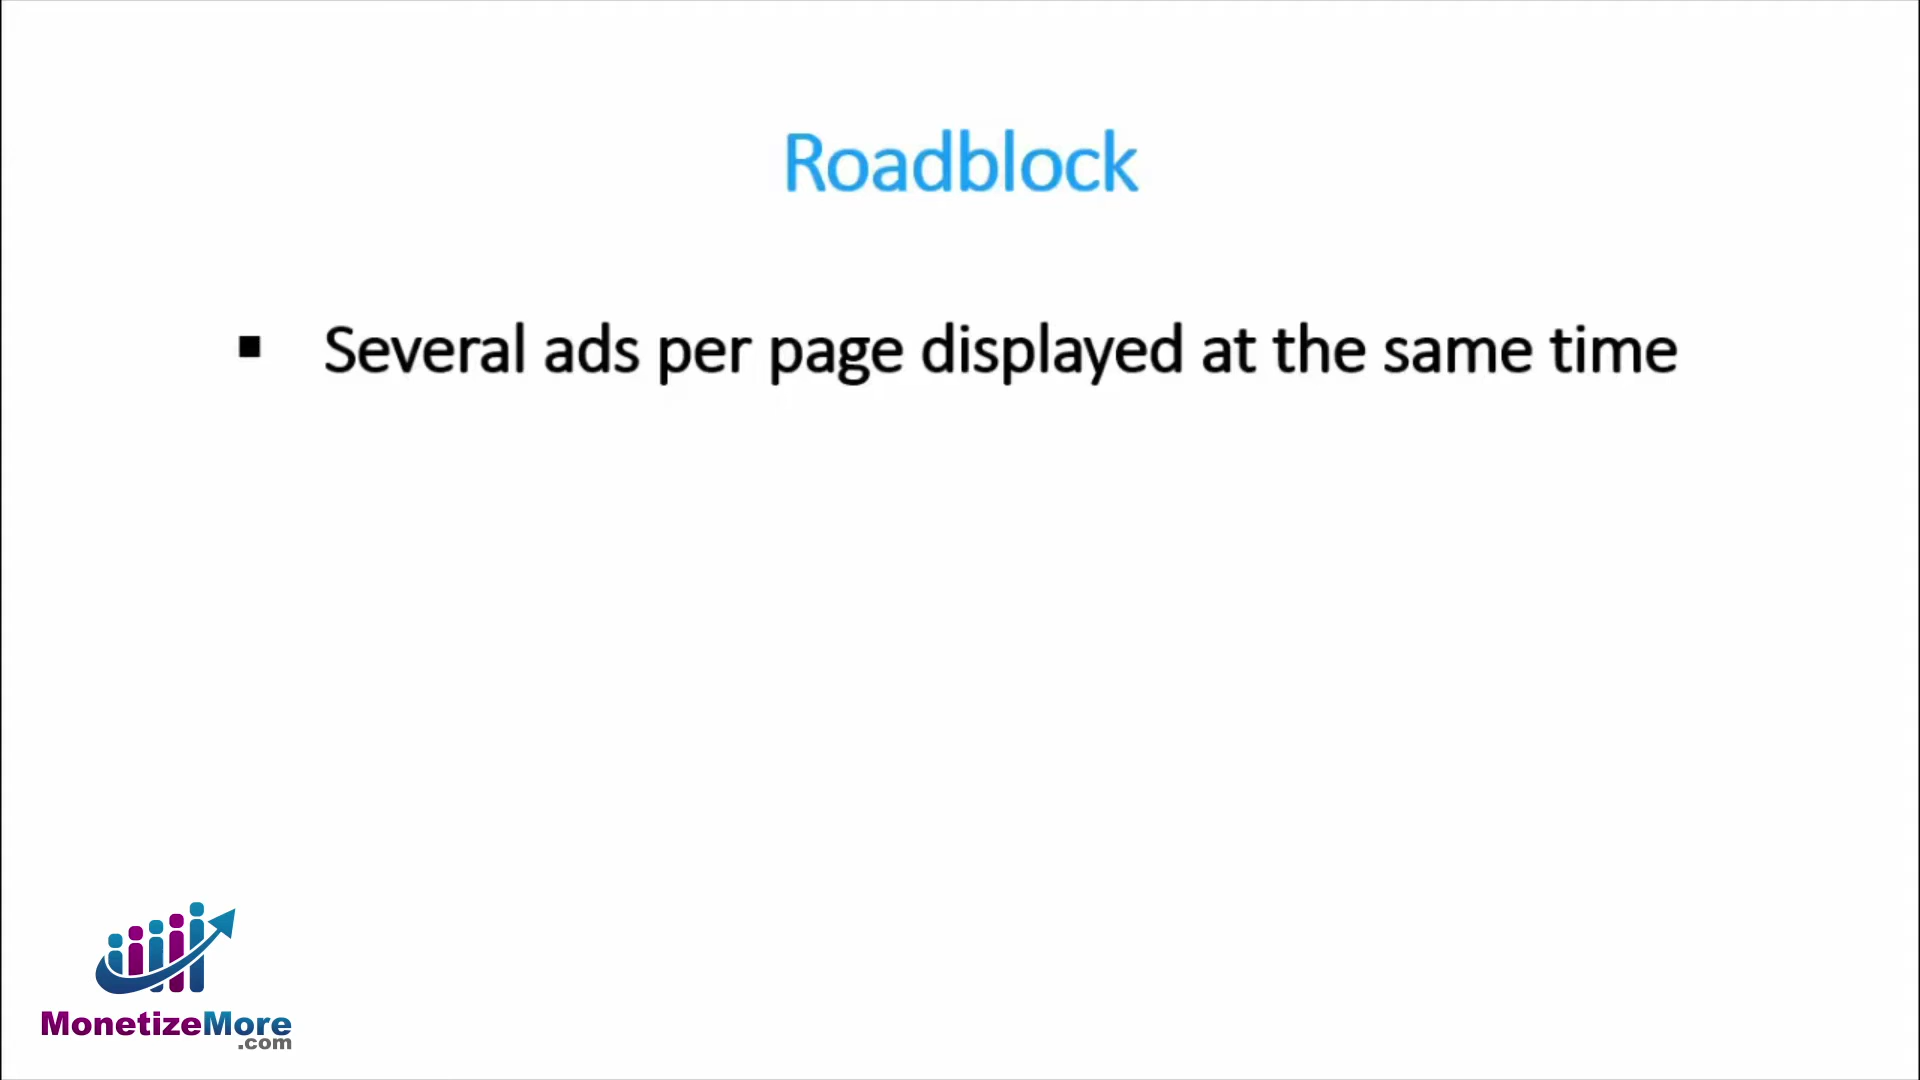 Roadblock
▪ Several ads per page displayed at the same time
MonetizeMore
.com